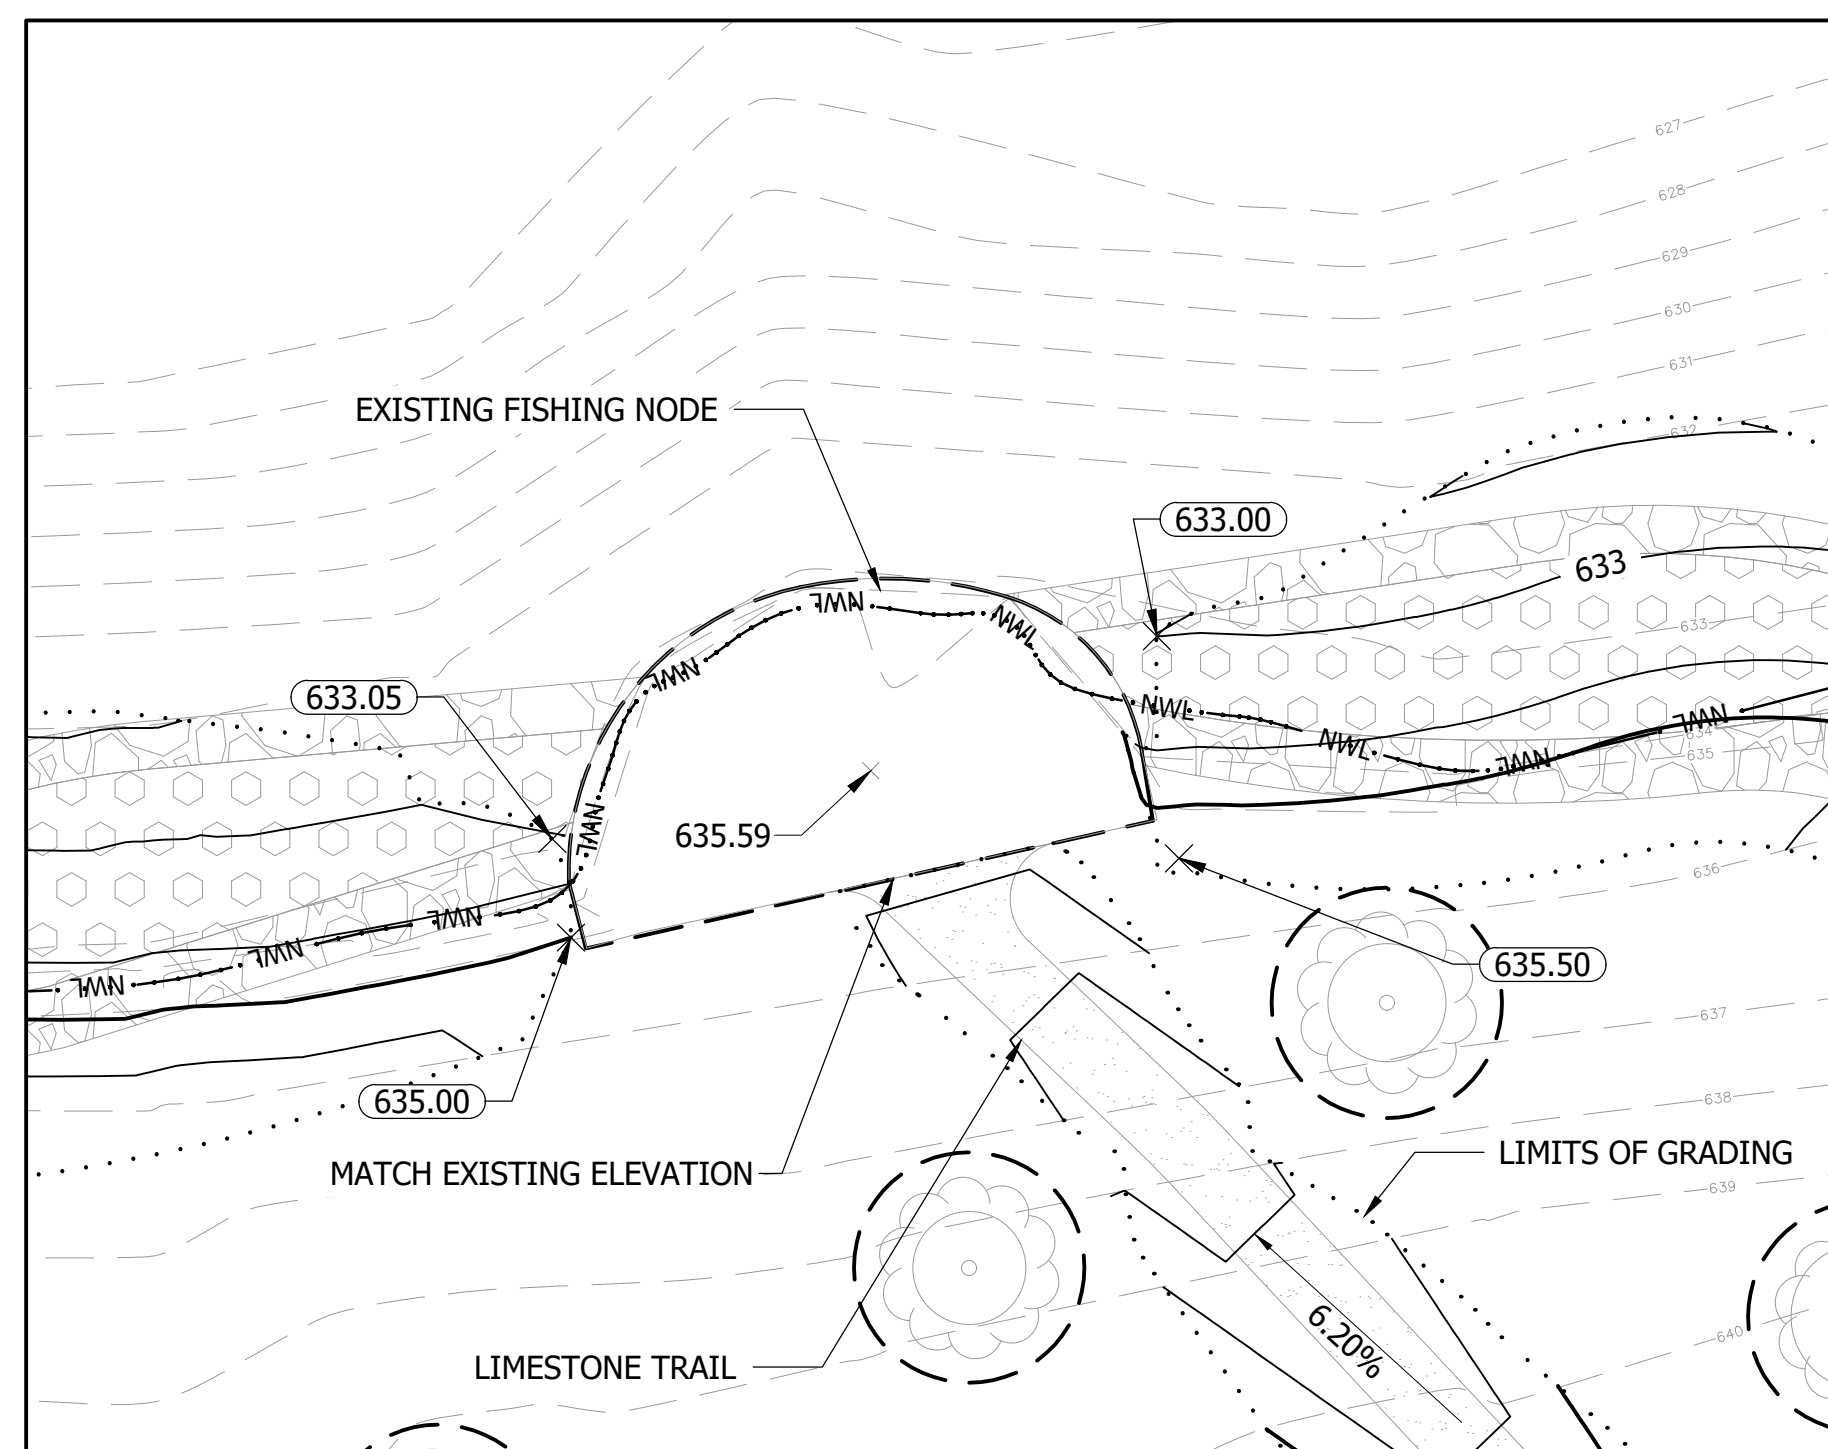 627
628
629
630
631
632
EXISTING FISHING NODE
633.00
633
633
NWL
NWL
NWL
633.05
NWL
NWL
NWL
NWL
634
635
635.59
NWL
636
NWL
NWL
NWL
635.50
637
635.00
638
MATCH EXISTING ELEVATION
LIMITS OF GRADING
639
6.20%
640
LIMESTONE TRAIL